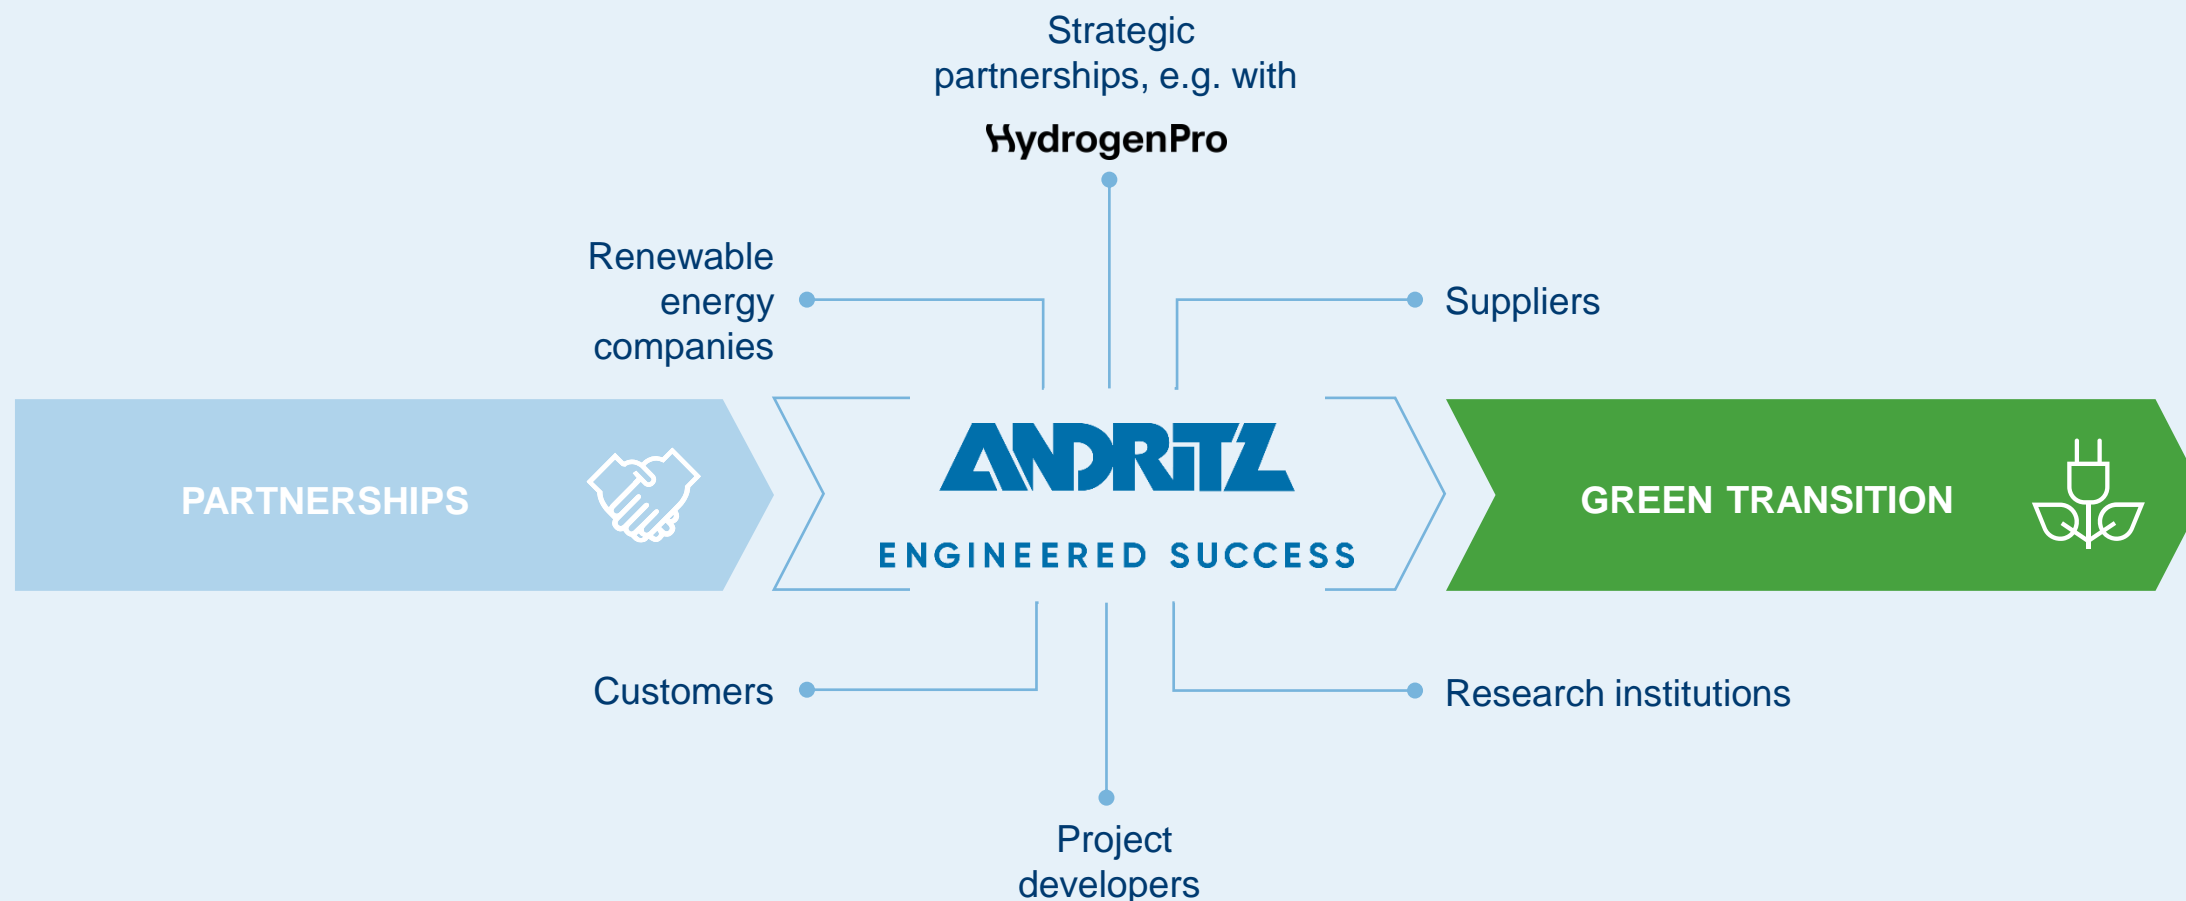 Strategic
partnerships, e.g. with
HydrogenPro
Renewable
energy
companies
Suppliers
PARTNERSHIPS
ANDRITZ
ENGINEERED SUCCESS
GREEN TRANSITION
Customers
Research institutions
Project
developers